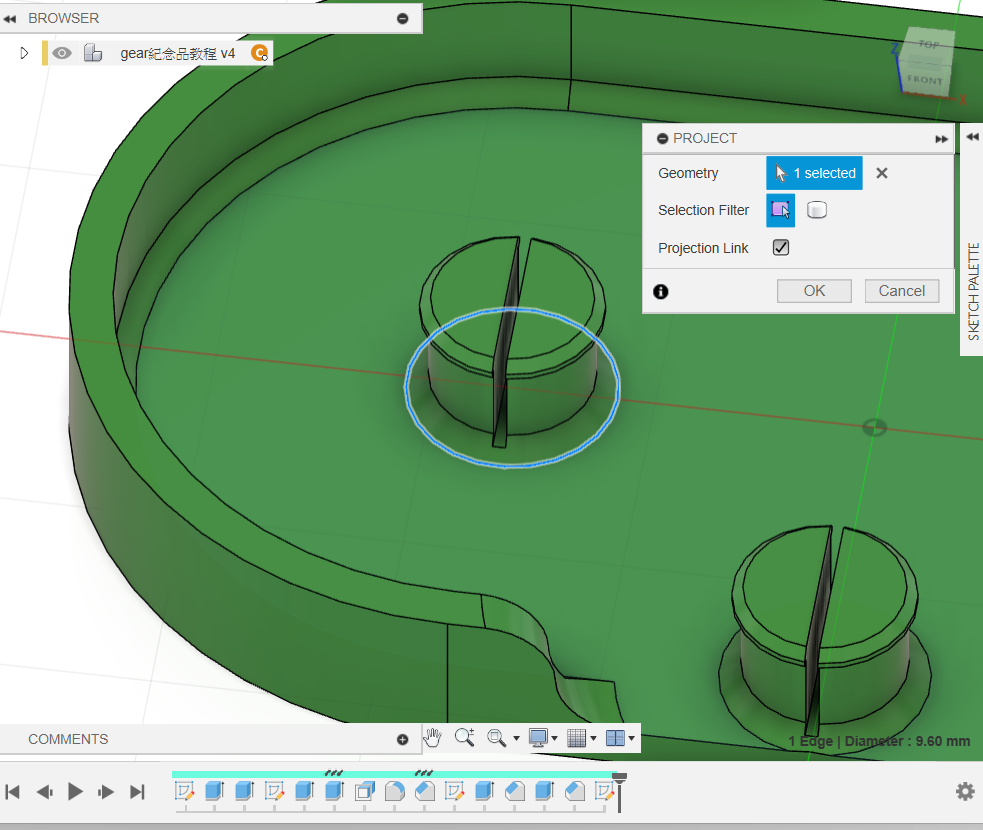 BROWSER
gear紀念品教程 v4
TOP
FRONT
Z
X
PROJECT
Geometry
1 selected
Selection Filter
Projection Link
OK
Cancel
SKETCH PALETTE
COMMENTS
1 Edge | Diameter : 9.60 mm